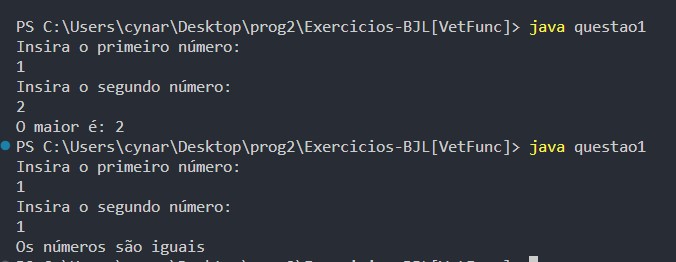 PS C:\Users\cynar\Desktop\prog2\Exercicios-BJL[VetFunc]> java questao1
Insira o primeiro número:
1
Insira o segundo número:
2
O maior é: 2
PS C:\Users\cynar\Desktop\prog2\Exercicios-BJL[VetFunc]> java questao1
Insira o primeiro número:
1
Insira o segundo número:
1
Os números são iguais